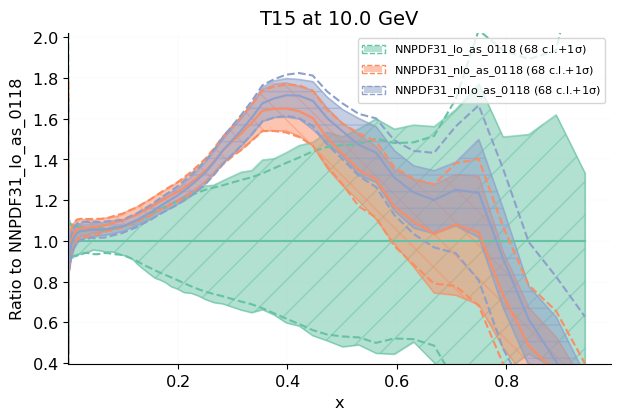 T15 at 10.0 GeV
Ratio to NNPDF31_lo_as_0118
2.0
1.8
1.6
1.4
1.2
1.0
0.8
0.6
0.4
NNPDF31_lo_as_0118 (68 c.l.+1σ)
NNPDF31_nlo_as_0118 (68 c.l.+1σ)
NNPDF31_nnlo_as_0118 (68 c.l.+1σ)
0.2 0.4 0.6 0.8
x